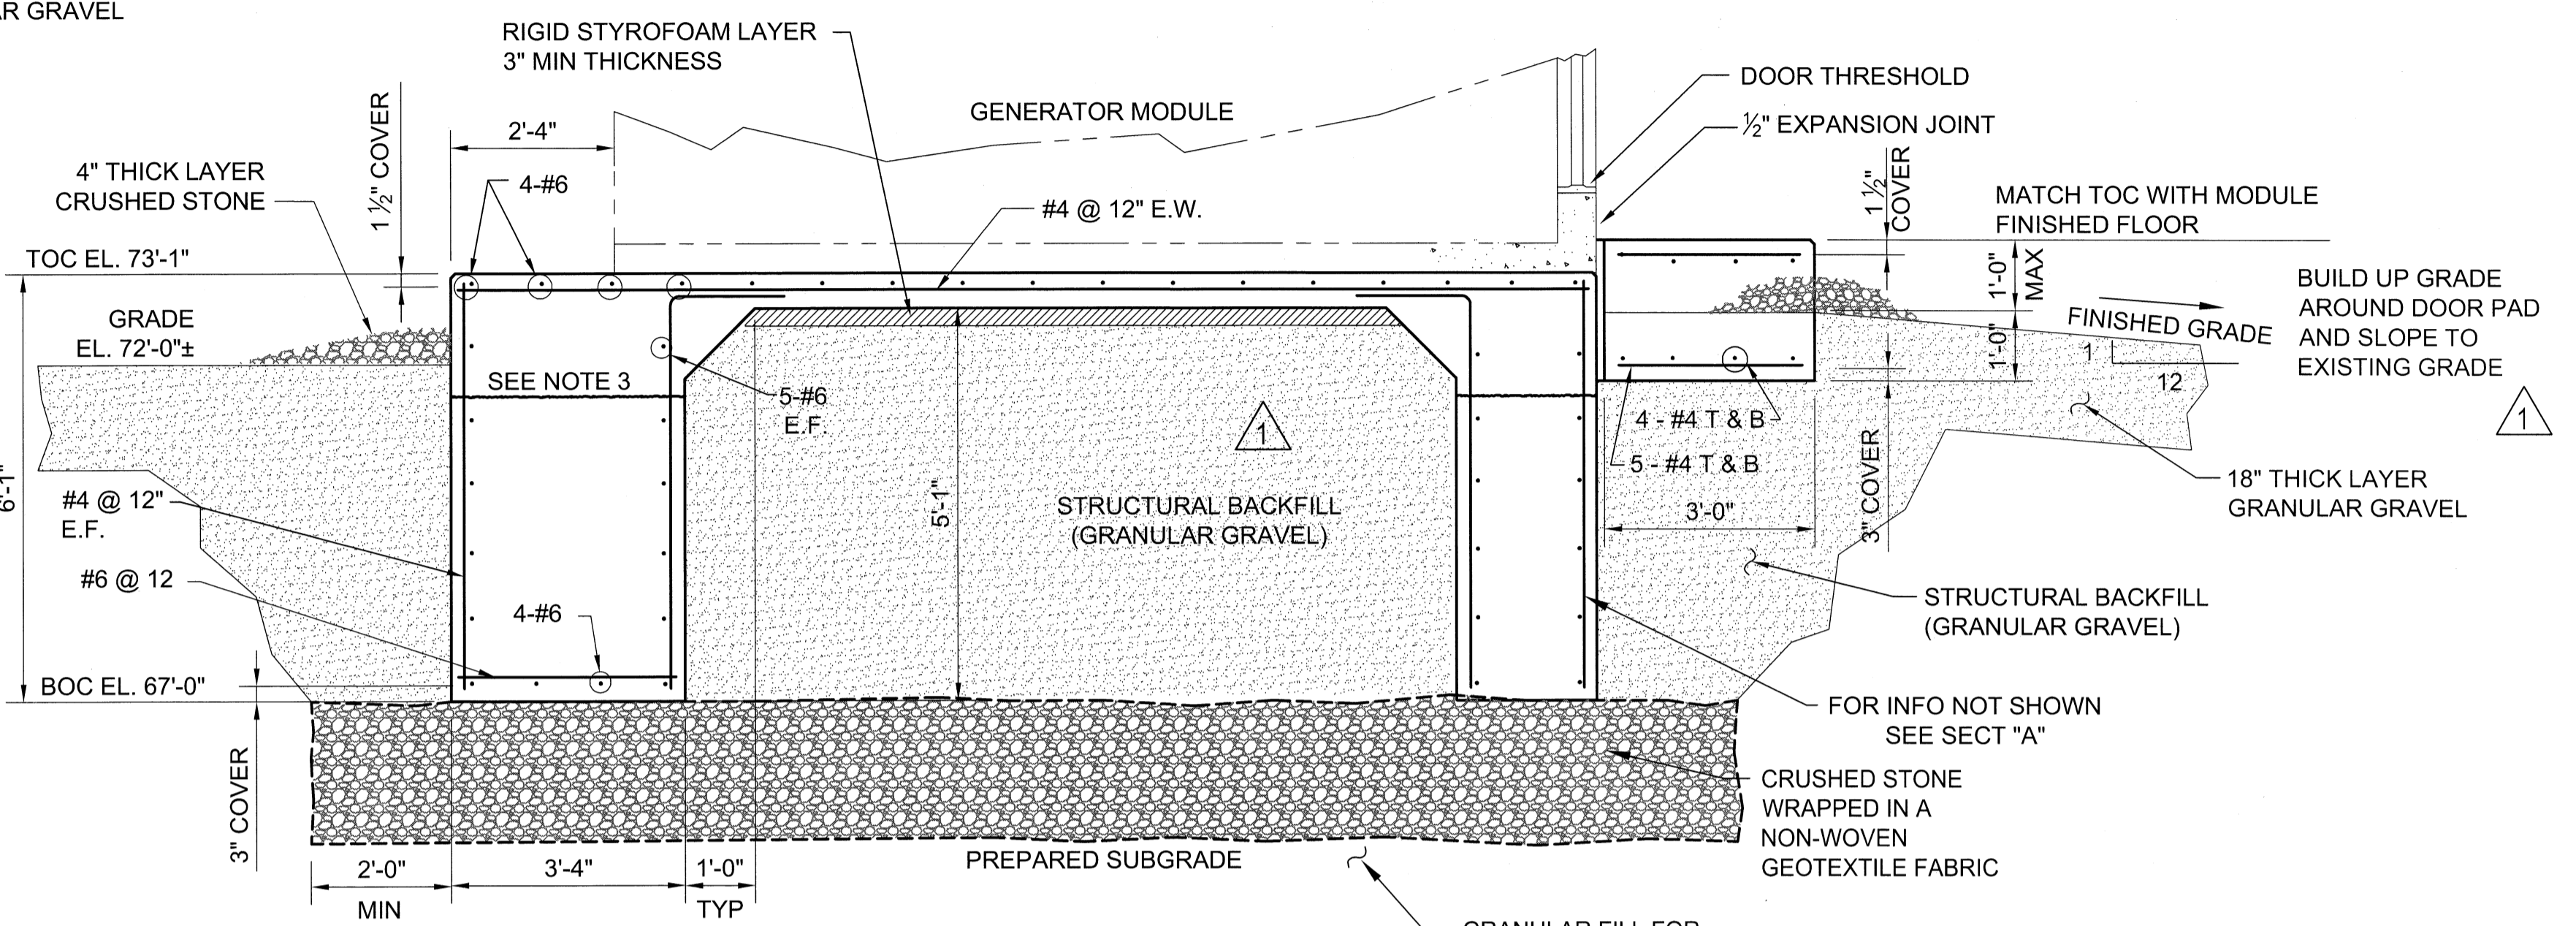 R GRAVEL
RIGID STYROFOAM LAYER
3" MIN THICKNESS
GENERATOR MODULE
DOOR THRESHOLD
½" EXPANSION JOINT
1 ½" COVER
2'-4"
4" THICK LAYER
CRUSHED STONE
4-#6
#4 @ 12" E.W.
1 ½"
COVER
MATCH TOC WITH MODULE
FINISHED FLOOR
TOC EL. 73'-1"
1'-0"
MAX
BUILD UP GRADE
AROUND DOOR PAD
AND SLOPE TO
EXISTING GRADE
GRADE
EL. 72'-0"±
FINISHED GRADE
1'-0"
1
12
SEE NOTE 3
5-#6
E.F.
1
1
4 - #4 T & B
5 - #4 T & B
3" COVER
6'-1"
#4 @ 12"
E.F.
5'-1"
STRUCTURAL BACKFILL
(GRANULAR GRAVEL)
3'-0"
18" THICK LAYER
GRANULAR GRAVEL
#6 @ 12
4-#6
STRUCTURAL BACKFILL
(GRANULAR GRAVEL)
BOC EL. 67'-0"
FOR INFO NOT SHOWN
SEE SECT "A"
3" COVER
CRUSHED STONE
WRAPPED IN A
NON-WOVEN
GEOTEXTILE FABRIC
PREPARED SUBGRADE
2'-0"
MIN
3'-4"
1'-0"
TYP
GRANULAR FILL FOR